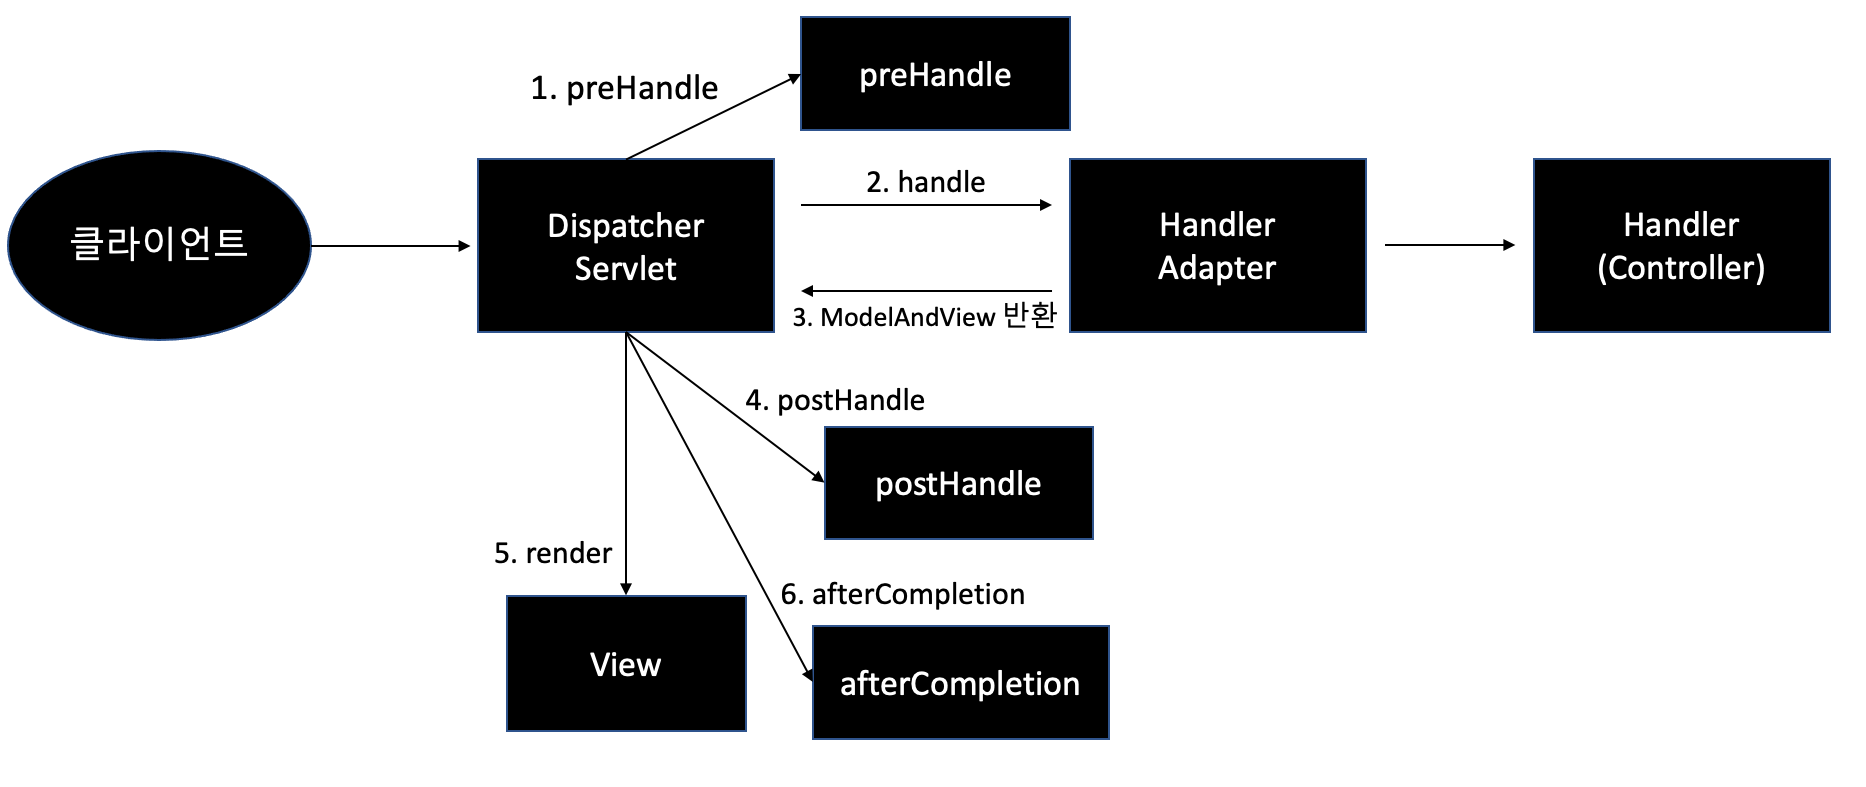 1. preHandle
preHandle
클라이언트
Dispatcher
Servlet
2. handle
3. ModelAndView 반환
Handler
Adapter
Handler
(Controller)
4. postHandle
postHandle
5. render
View
6. afterCompletion
afterCompletion